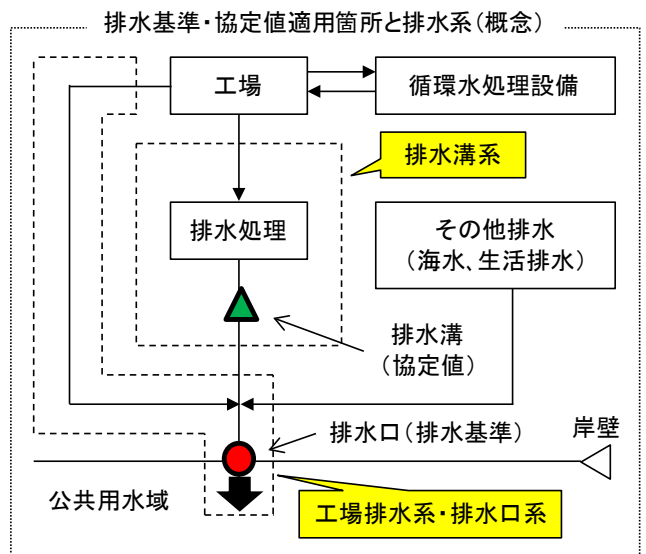 排水基準・協定値適用箇所と排水系(概念)
工場
循環水処理設備
排水溝系
排水処理
その他排水
(海水、生活排水)
排水溝
(協定値)
排水口(排水基準)
岸壁
公共用水域
工場排水系・排水口系